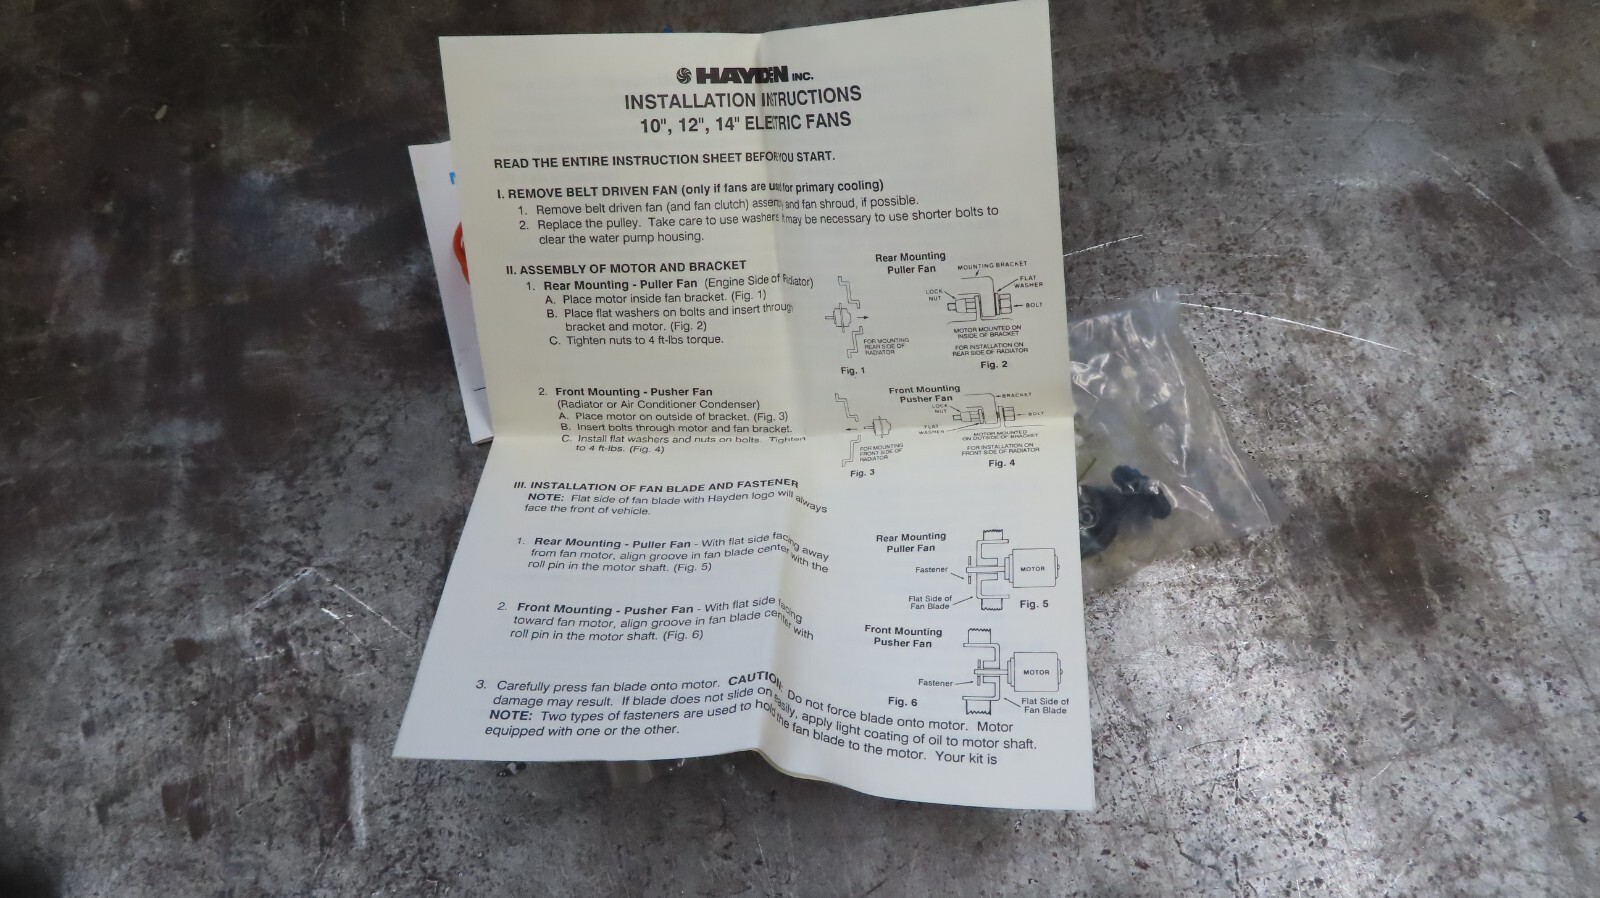 HAYDEN INC.
INSTALLATION INSTRUCTIONS
10", 12", 14" ELECTRIC FANS
READ THE ENTIRE INSTRUCTION SHEET BEFORE YOU START.
I. REMOVE BELT DRIVEN FAN (only if fans are used for primary cooling)
1. Remove belt driven fan (and fan clutch) assembly and fan shroud, if possible.
2. Replace the pulley. Take care to use washers. It may be necessary to use shorter bolts to
clear the water pump housing.
II. ASSEMBLY OF MOTOR AND BRACKET
1. Rear Mounting - Puller Fan (Engine Side of Radiator)
A. Place motor inside fan bracket. (Fig. 1)
B. Place flat washers on bolts and insert through
bracket and motor. (Fig. 2)
C. Tighten nuts to 4 ft-lbs torque.
Rear Mounting
Puller Fan
MOUNTING BRACKET
FLAT
WASHER
LOCK
NUT
BOLT
MOTOR MOUNTED ON
INSIDE OF BRACKET
FOR MOUNTING
REAR SIDE OF
RADIATOR
FOR INSTALLATION ON
REAR SIDE OF RADIATOR
Fig. 1
Fig. 2
2. Front Mounting - Pusher Fan
(Radiator or Air Conditioner Condenser)
A. Place motor on outside of bracket. (Fig. 3)
B. Insert bolts through motor and fan bracket.
C. Install flat washers and nuts on bolts. Tighten
to 4 ft-lbs. (Fig. 4)
Front Mounting
Pusher Fan
BRACKET
LOCK
NUT
BOLT
FLAT
WASHER
MOTOR MOUNTED
ON OUTSIDE OF BRACKET
FOR MOUNTING
FRONT SIDE OF
RADIATOR
FOR INSTALLATION ON
FRONT SIDE OF RADIATOR
Fig. 3
Fig. 4
III. INSTALLATION OF FAN BLADE AND FASTENER
NOTE: Flat side of fan blade with Hayden logo will always
face the front of vehicle.
1. Rear Mounting - Puller Fan - With flat side facing away
from fan motor, align groove in fan blade center with the
roll pin in the motor shaft. (Fig. 5)
Rear Mounting
Puller Fan
Fastener
MOTOR
Flat Side of
Fan Blade
Fig. 5
2. Front Mounting - Pusher Fan - With flat side facing
toward fan motor, align groove in fan blade center with
roll pin in the motor shaft. (Fig. 6)
Front Mounting
Pusher Fan
MOTOR
Fastener
Fig. 6
Flat Side of
Fan Blade
3. Carefully press fan blade onto motor. CAUTION: Do not force blade onto motor. Motor
damage may result. If blade does not slide on easily, apply light coating of oil to motor shaft.
NOTE: Two types of fasteners are used to hold the fan blade to the motor. Your kit is
equipped with one or the other.